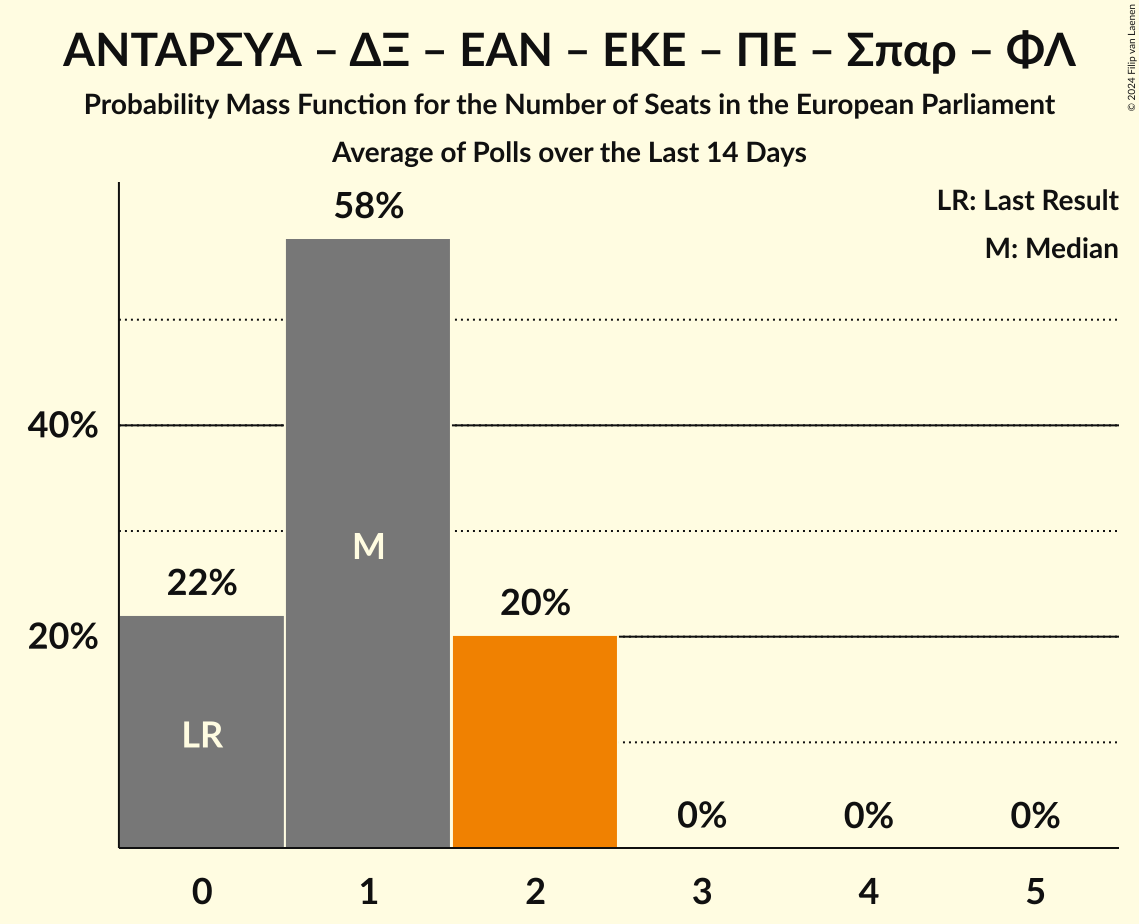 ΑΝΤΑΡΣΥΑ – ΔΞ – ΕΑΝ – ΕΚΕ – ΠΕ – Σπαρ – ΦΛ
Probability Mass Function for the Number of Seats in the European Parliament
Average of Polls over the Last 14 Days
© 2024 Filip van Laenen
LR: Last Result
M: Median
58%
40%
M
22%
20%
20%
LR
0%
0%
0%
0
1
2
3
4
5